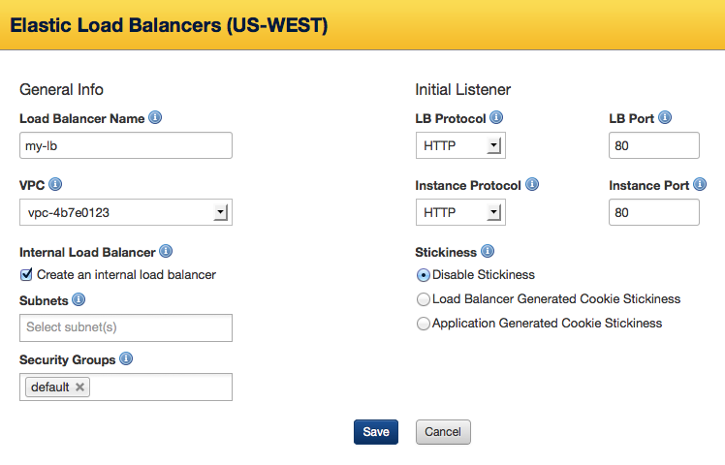 Elastic Load Balancers (US-WEST)
General Info
Load Balancer Name
my-lb
VPC
vpc-4b7e0123
Internal Load Balancer
Create an internal load balancer
Subnets
Select subnet(s)
Security Groups
default
Initial Listener
LB Protocol LB Port
HTTP 80
Instance Protocol Instance Port
HTTP 80
Stickiness
Disable Stickiness
Load Balancer Generated Cookie Stickiness
Application Generated Cookie Stickiness
Save Cancel